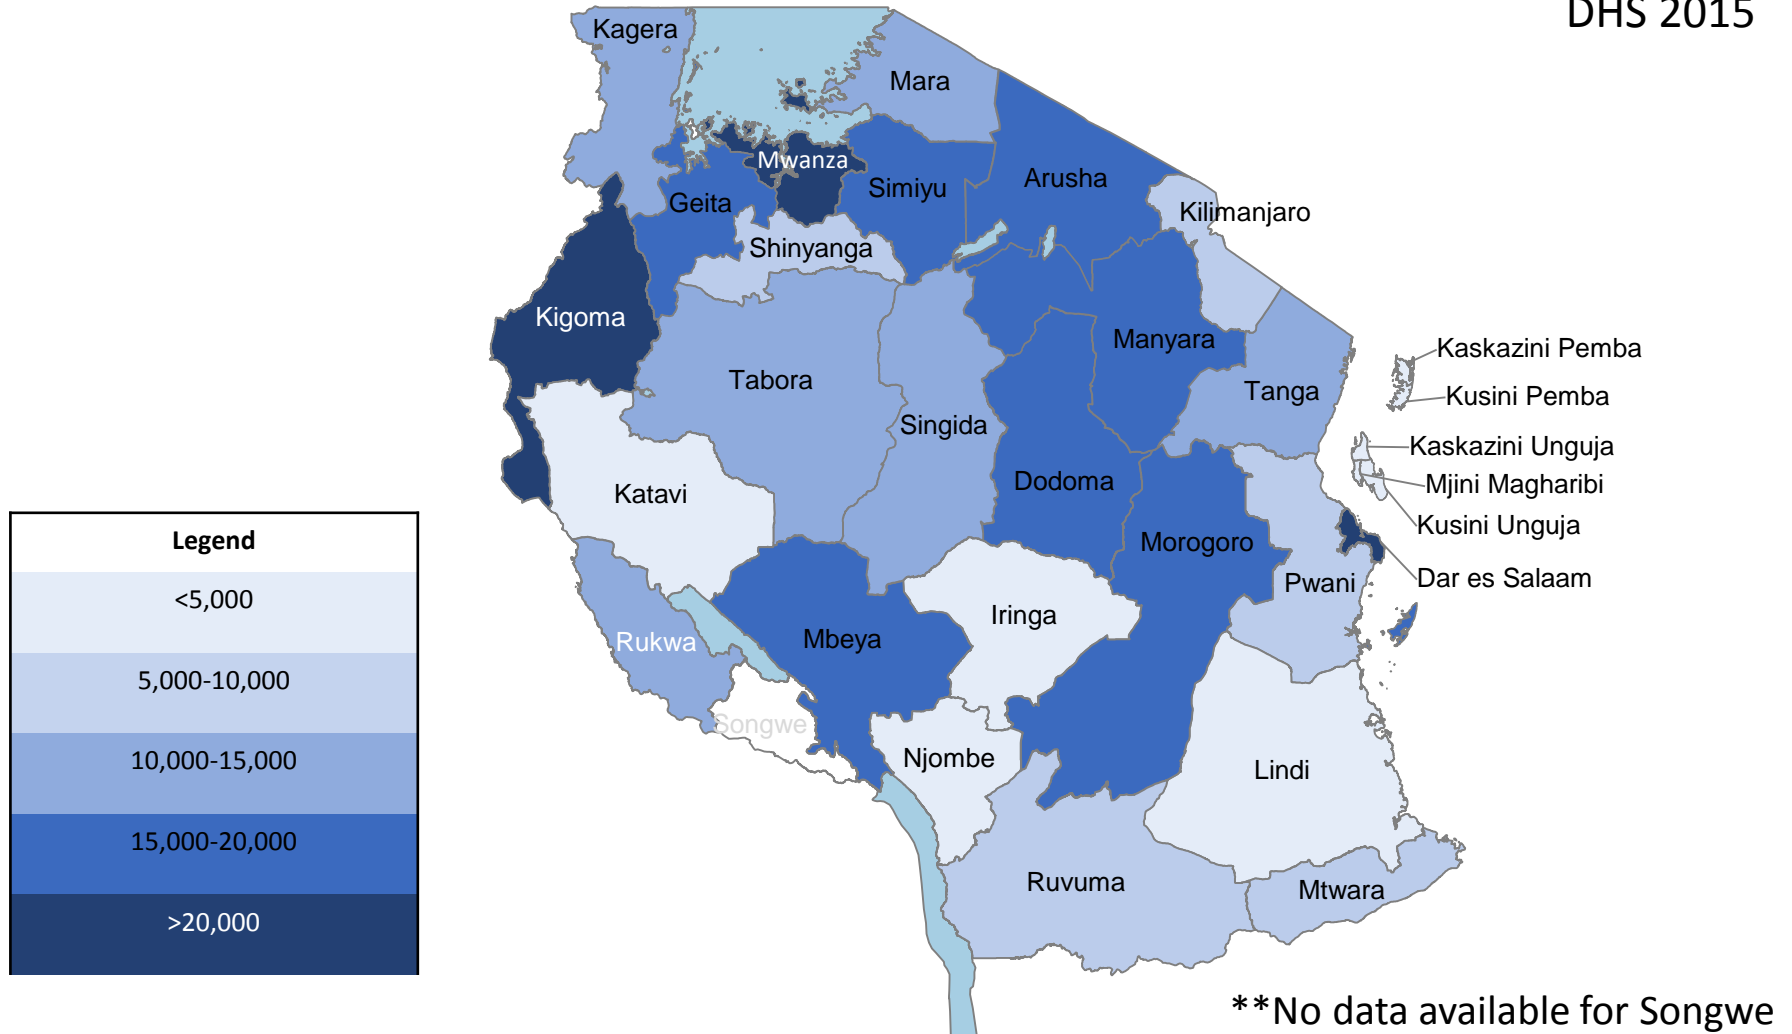 DHS 2015
Kagera
Mara
Mwanza
Simiyu
Arusha
Geita
Kilimanjaro
Shinyanga
Kigoma
Manyara
Kaskazini Pemba
Tabora
Tanga
Kusini Pemba
Singida
Kaskazini Unguja
Dodoma
Mjini Magharibi
Katavi
Kusini Unguja
Morogoro
Dar es Salaam
Pwani
Iringa
Mbeya
Rukwa
Songwe
Njombe
Lindi
Ruvuma
Mtwara
Legend
<5,000
5,000-10,000
10,000-15,000
15,000-20,000
>20,000
**No data available for Songwe